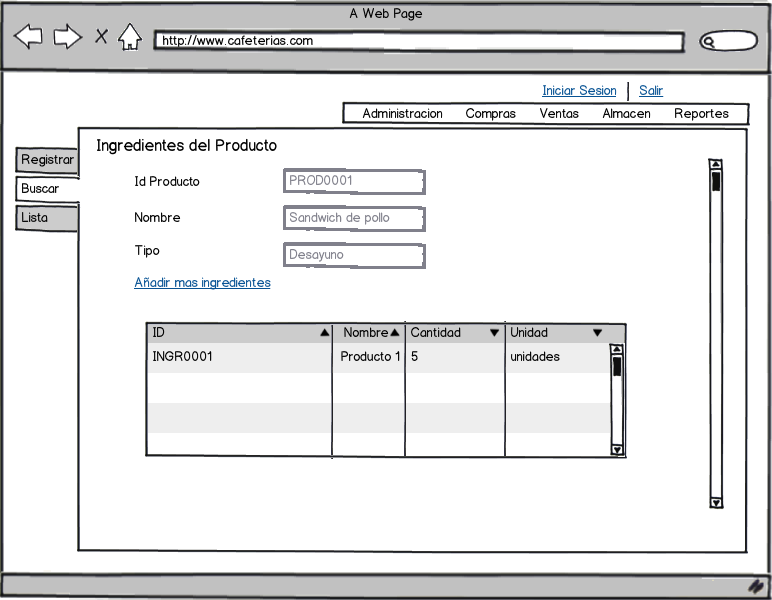 A Web Page
http://www.cafeterias.com
Iniciar Sesion Salir
Administracion Compras Ventas Almacen Reportes
Ingredientes del Producto
Registrar
Buscar
Lista
Id Producto PROD0001
Nombre Sandwich de pollo
Tipo Desayuno
Añadir mas ingredientes
ID Nombre Cantidad Unidad
INGR0001 Producto 1 5 unidades